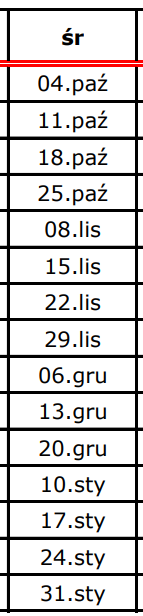 śr
04.paź
11.paź
18.paź
25.paź
08.lis
15.lis
22.lis
29.lis
06.gru
13.gru
20.gru
10.sty
17.sty
24.sty
31.sty